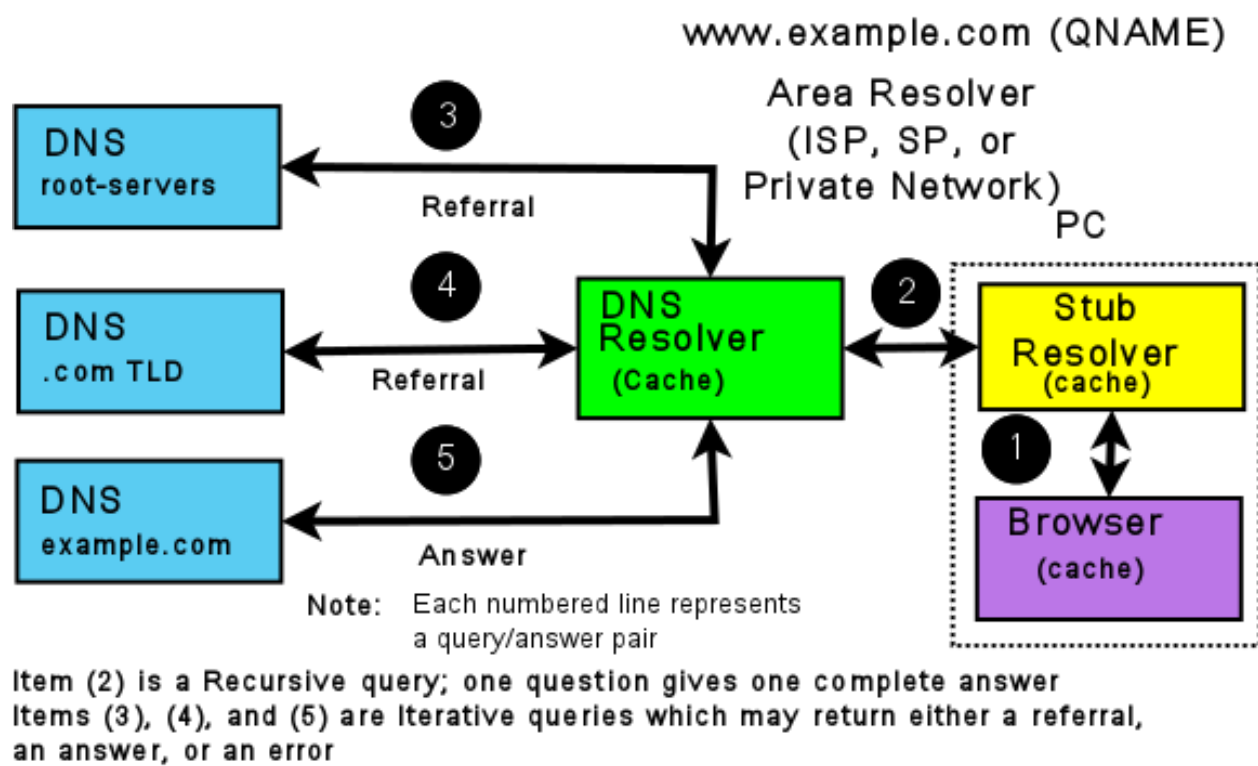 www.example.com (QNAME)
Area Resolver
(ISP, SP, or
Private Network)
PC
3
DNS
root-servers
Referral
4
DNS
.com TLD
Referral
DNS
Resolver
(Cache)
2
Stub
Resolver
(cache)
1
Browser
(cache)
5
DNS
example.com
Answer
Note: Each numbered line represents
a query/answer pair
Item (2) is a Recursive query; one question gives one complete answer
Items (3), (4), and (5) are Iterative queries which may return either a referral,
an answer, or an error